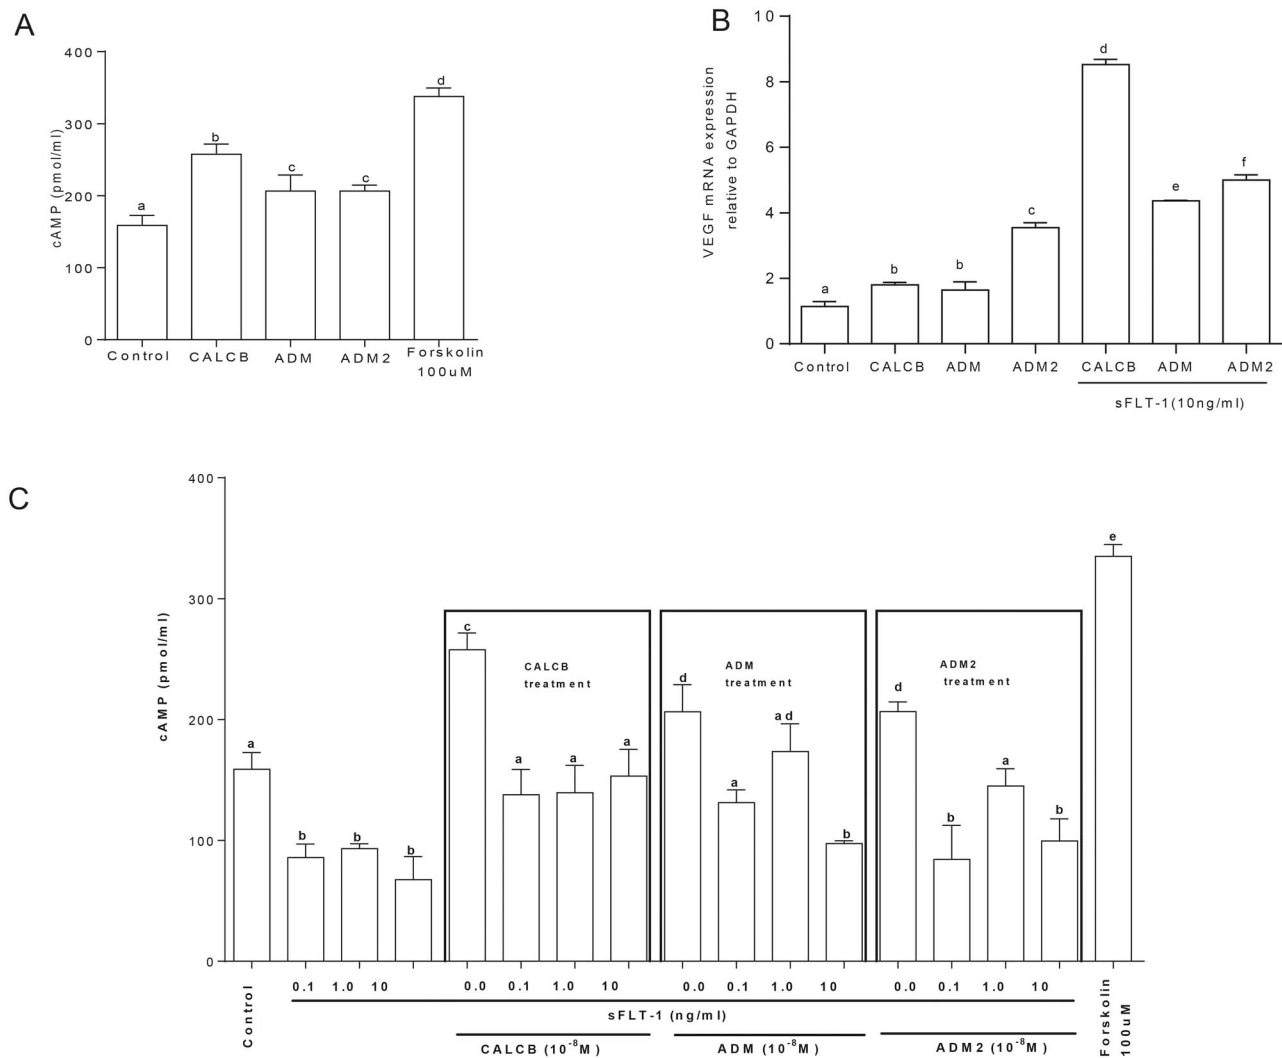 A
400
300
200
100
0
cAMP (pmol/ml)
a
b
c
c
d
Control
CALCB
ADM
ADM2
Forskolin
100uM
B
10
8
6
4
2
0
VEGF mRNA expression
relative to GAPDH
a
b
b
c
d
e
f
Control
CALCB
ADM
ADM2
CALCB
ADM
ADM2
sFLT-1(10ng/ml)
C
400
300
200
100
0
cAMP (pmol/ml)
a
b
b
b
c
a
a
a
CALCB
treatment
d
a
a d
b
ADM
treatment
d
b
a
b
ADM2
treatment
e
Control
0.1 1.0 10 0.0 0.1 1.0 10 0.0 0.1 1.0 10 0.0 0.1 1.0 10
sFLT-1 (ng/ml)
CALCB (10⁻⁸M) ADM (10⁻⁸M) ADM2 (10⁻⁸M)
Forskolin
100uM